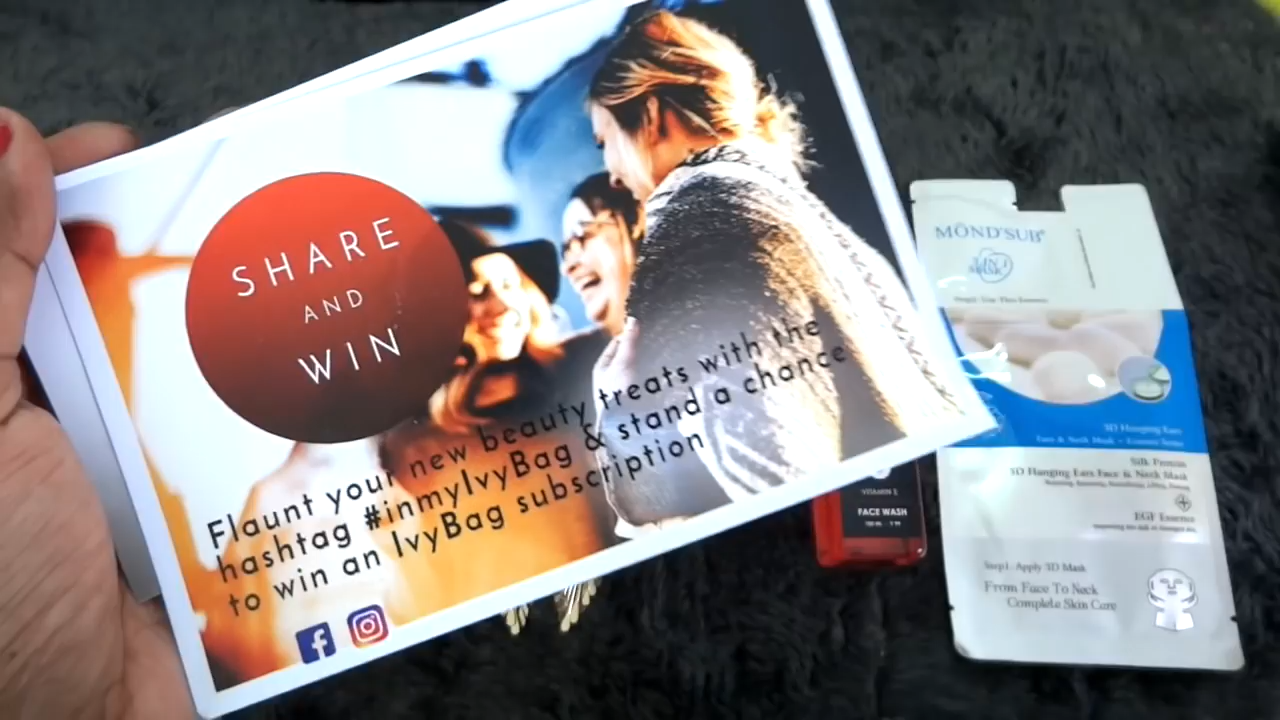 SHARE
AND
WIN
Flaunt your new beauty treats with the
hashtag #inmyIvyBag & stand a chance
to win an IvyBag subscription
VITAMIN E
FACE WASH
MOND'SUB
3D Hanging Ears
Silk Protein
3D Hanging Ears Face & Neck Mask
EGF Essence
Step1. Apply 3D Mask
From Face To Neck
Complete Skin Care